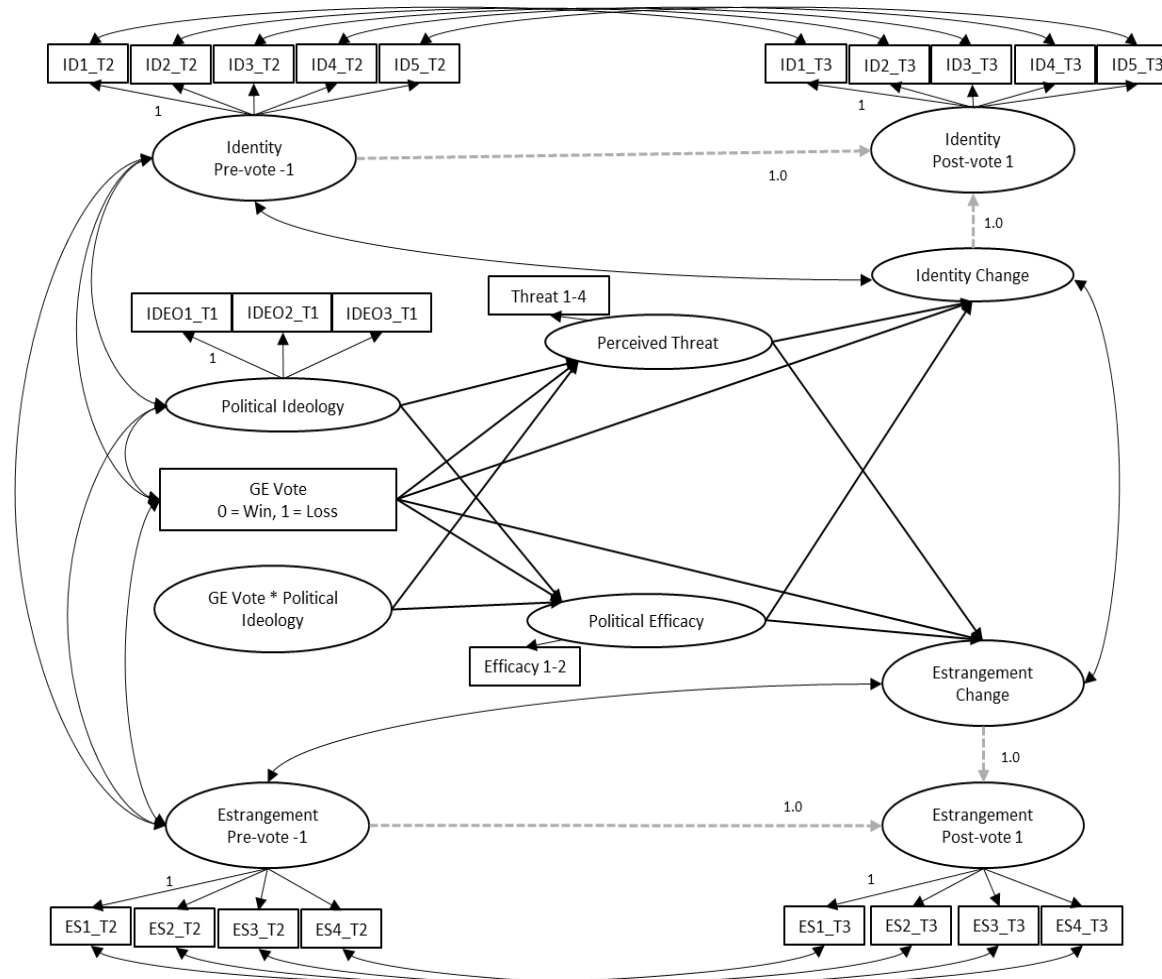 ID1_T2
ID2_T2
ID3_T2
ID4_T2
ID5_T2
ID1_T3
ID2_T3
ID3_T3
ID4_T3
ID5_T3
1
1
Identity
Pre-vote -1
Identity
Post-vote 1
1.0
1.0
Identity Change
Threat 1-4
IDEO1_T1
IDEO2_T1
IDEO3_T1
Perceived Threat
1
Political Ideology
GE Vote
0 = Win, 1 = Loss
GE Vote * Political
Ideology
Political Efficacy
Efficacy 1-2
Estrangement
Change
1.0
1.0
Estrangement
Pre-vote -1
Estrangement
Post-vote 1
1
1
ES1_T2
ES2_T2
ES3_T2
ES4_T2
ES1_T3
ES2_T3
ES3_T3
ES4_T3